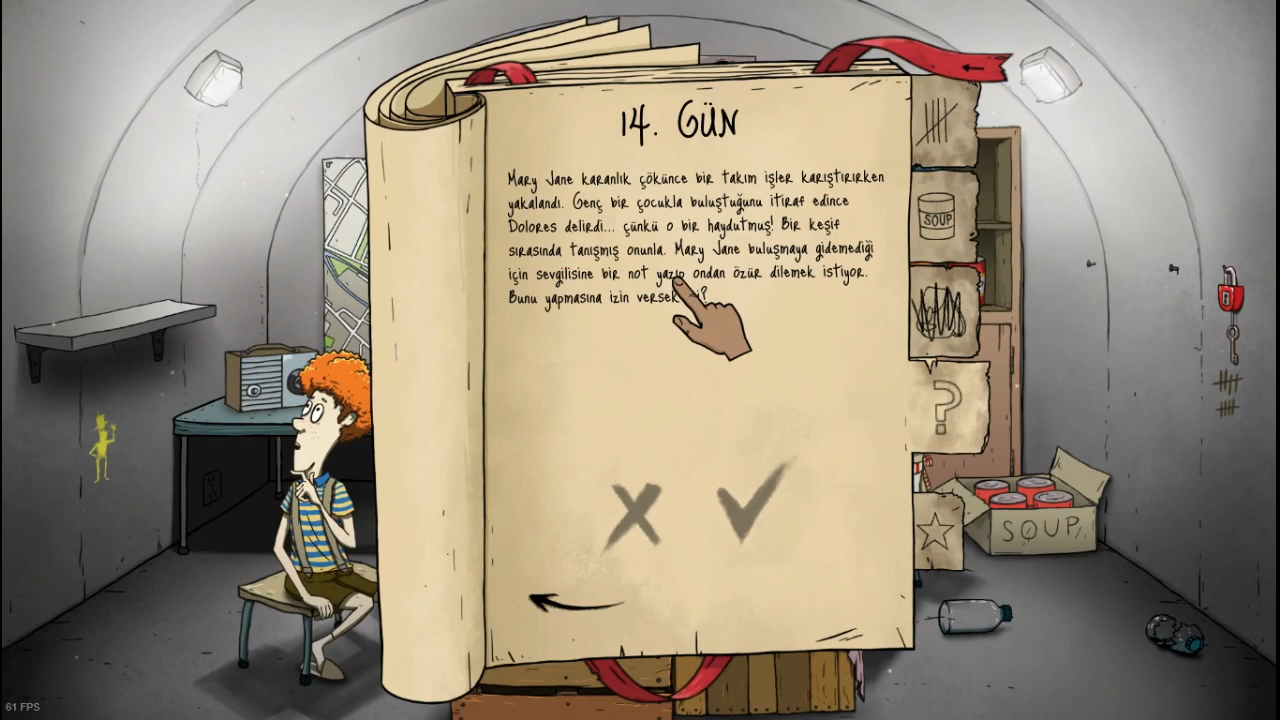 14. GÜN
Mary Jane karanlık çökünce bir takım işler karıştırırken
yakalandı. Genç bir çocukla buluştuğunu itiraf edince
Dolores delirdi... çünkü o bir haydutmuş! Bir keşif
sırasında tanışmış onunla. Mary Jane buluşmaya gidemediği
için sevgilisine bir not yazıp ondan özür dilemek istiyor.
Bunu yapmasına izin versek
SOUP
?
SOUP
61 FPS